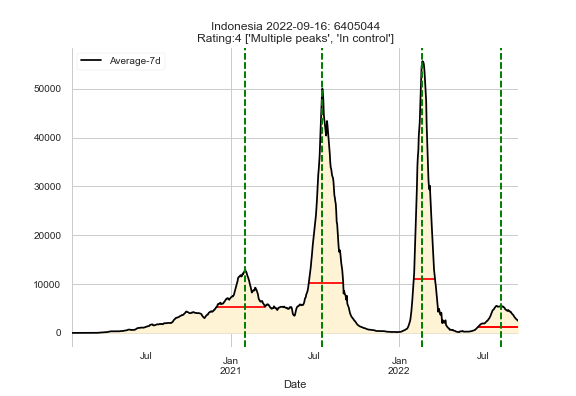 Indonesia 2022-09-16: 6405044
Rating:4 ['Multiple peaks', 'In control']
Average-7d
50000
40000
30000
20000
10000
0
Jul
Jan
2021
Jul
Jan
2022
Jul
Date